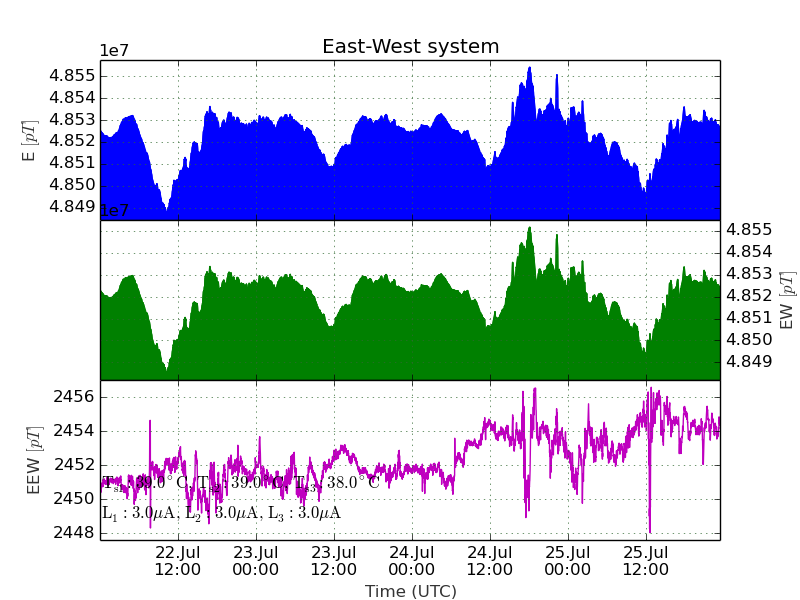 East-West system
1e7
4.855
4.854
4.853
4.852
4.851
4.850
4.849
E [pT]
1e7
4.855
4.854
4.853
4.852
4.851
4.850
4.849
EW [pT]
2456
2454
2452
2450
2448
EEW [pT]
L1 : 3.0μA, L2 : 3.0μA, L3 : 3.0μA
22.Jul 23.Jul 23.Jul 24.Jul 24.Jul 25.Jul 25.Jul
12:00 00:00 12:00 00:00 12:00 00:00 12:00
Time (UTC)